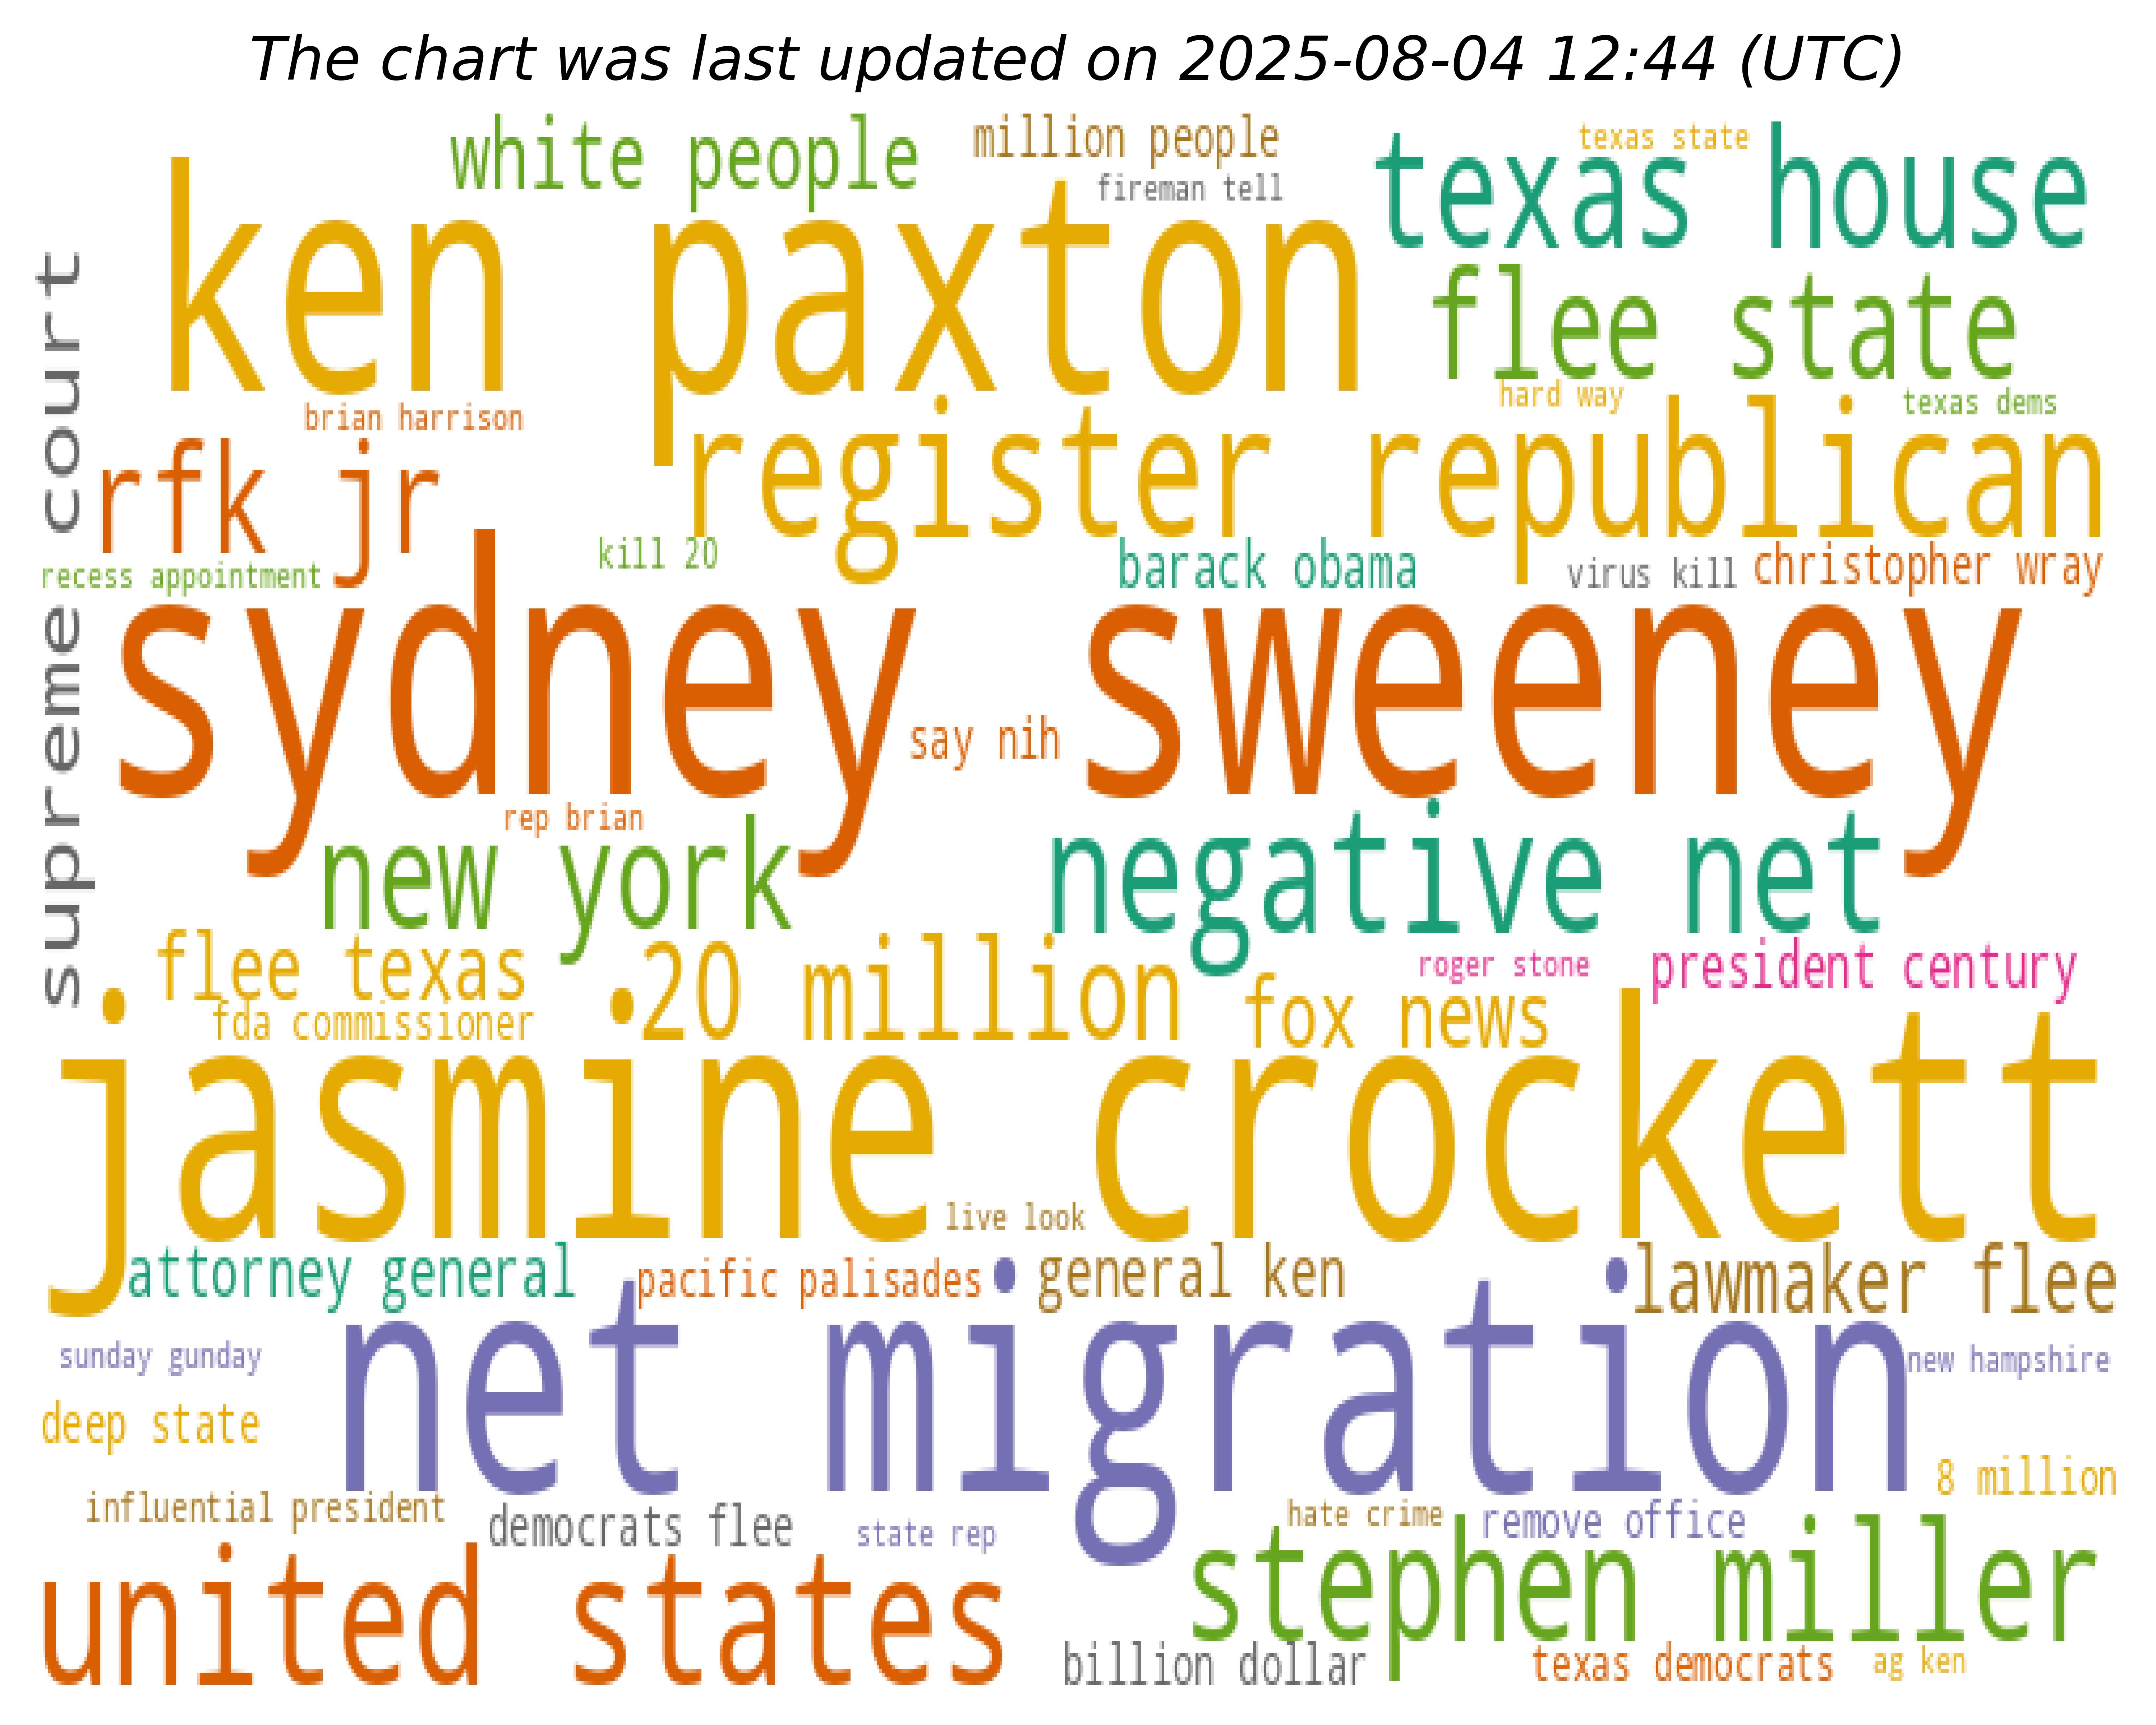 The chart was last updated on 2025-08-04 12:44 (UTC)
white people
million people
texas state
fireman tell
texas house
ken paxton
flee state
supreme court
hard way
texas dems
brian harrison
register republican
rfk jr
kill 20
barack obama
virus kill
christopher wray
recess appointment
sydney sweeney
say nih
rep brian
new york
negative net
flee texas
20 million
roger stone
president century
fda commissioner
fox news
jasmine crockett
live look
attorney general
pacific palisades
general ken
lawmaker flee
sunday gunday
net migration
new hampshire
deep state
8 million
influential president
democrats flee
state rep
hate crime
remove office
united states
stephen miller
billion dollar
texas democrats
ag ken